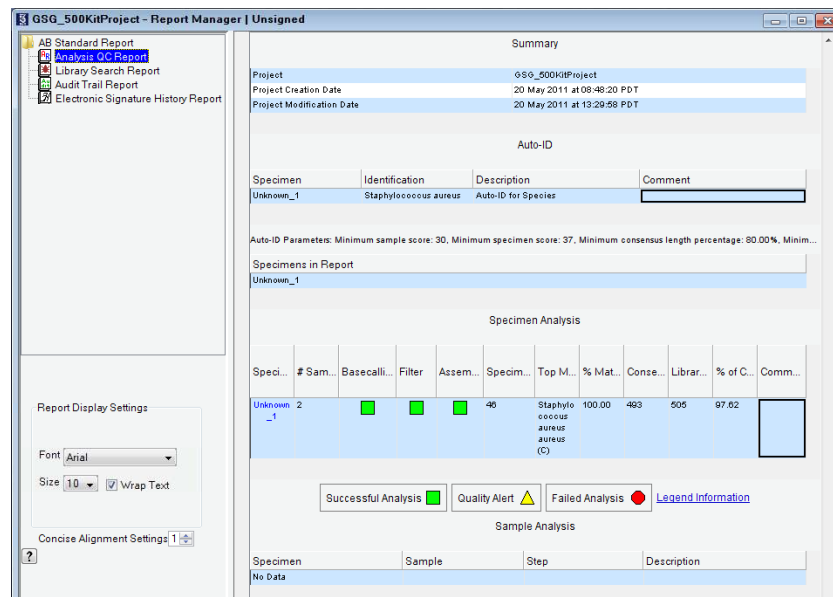 GSG_500KitProject - Report Manager | Unsigned
AB Standard Report
Analysis QC Report
Library Search Report
Audit Trail Report
Electronic Signature History Report
Report Display Settings
Font Arial
Size 10 Wrap Text
Concise Alignment Settings 1
?
Summary
Project GSG_500KitProject
Project Creation Date 20 May 2011 at 08:48:20 PDT
Project Modification Date 20 May 2011 at 13:29:58 PDT
Auto-ID
Specimen Identification Description Comment
Unknown_1 Staphylococcus aureus Auto-ID for Species
Auto-ID Parameters: Minimum sample score: 30, Minimum specimen score: 37, Minimum consensus length percentage: 80.00%, Minim...
Specimens in Report
Unknown_1
Specimen Analysis
Speci... # Sam... Basecalli... Filter Assem... Specim... Top M... % Mat... Conse... Librar... % of C... Comm...
Unknown 2 46 Staphylo 100.00 493 505 97.62
_1 coccus
aureus
aureus
(C)
Successful Analysis Quality Alert Failed Analysis Legend Information
Sample Analysis
Specimen Sample Step Description
No Data